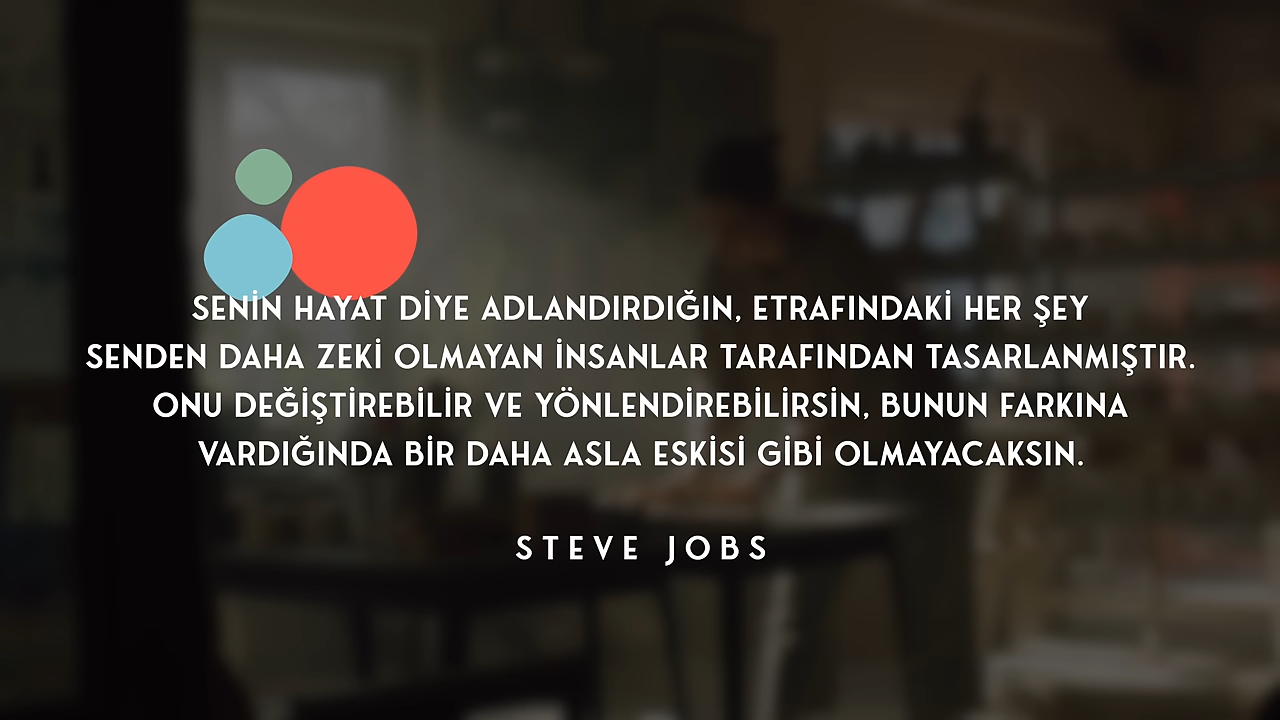 SENİN HAYAT DİYE ADLANDIRDIĞIN, ETRAFINDAKİ HER ŞEY
SENDEN DAHA ZEKİ OLMAYAN İNSANLAR TARAFINDAN TASARLANMIŞTIR.
ONU DEĞİŞTİREBİLİR VE YÖNLENDİREBİLİRSİN, BUNUN FARKINA
VARDIĞINDA BİR DAHA ASLA ESKİSİ GİBİ OLMAYACAKSIN.
STEVE JOBS